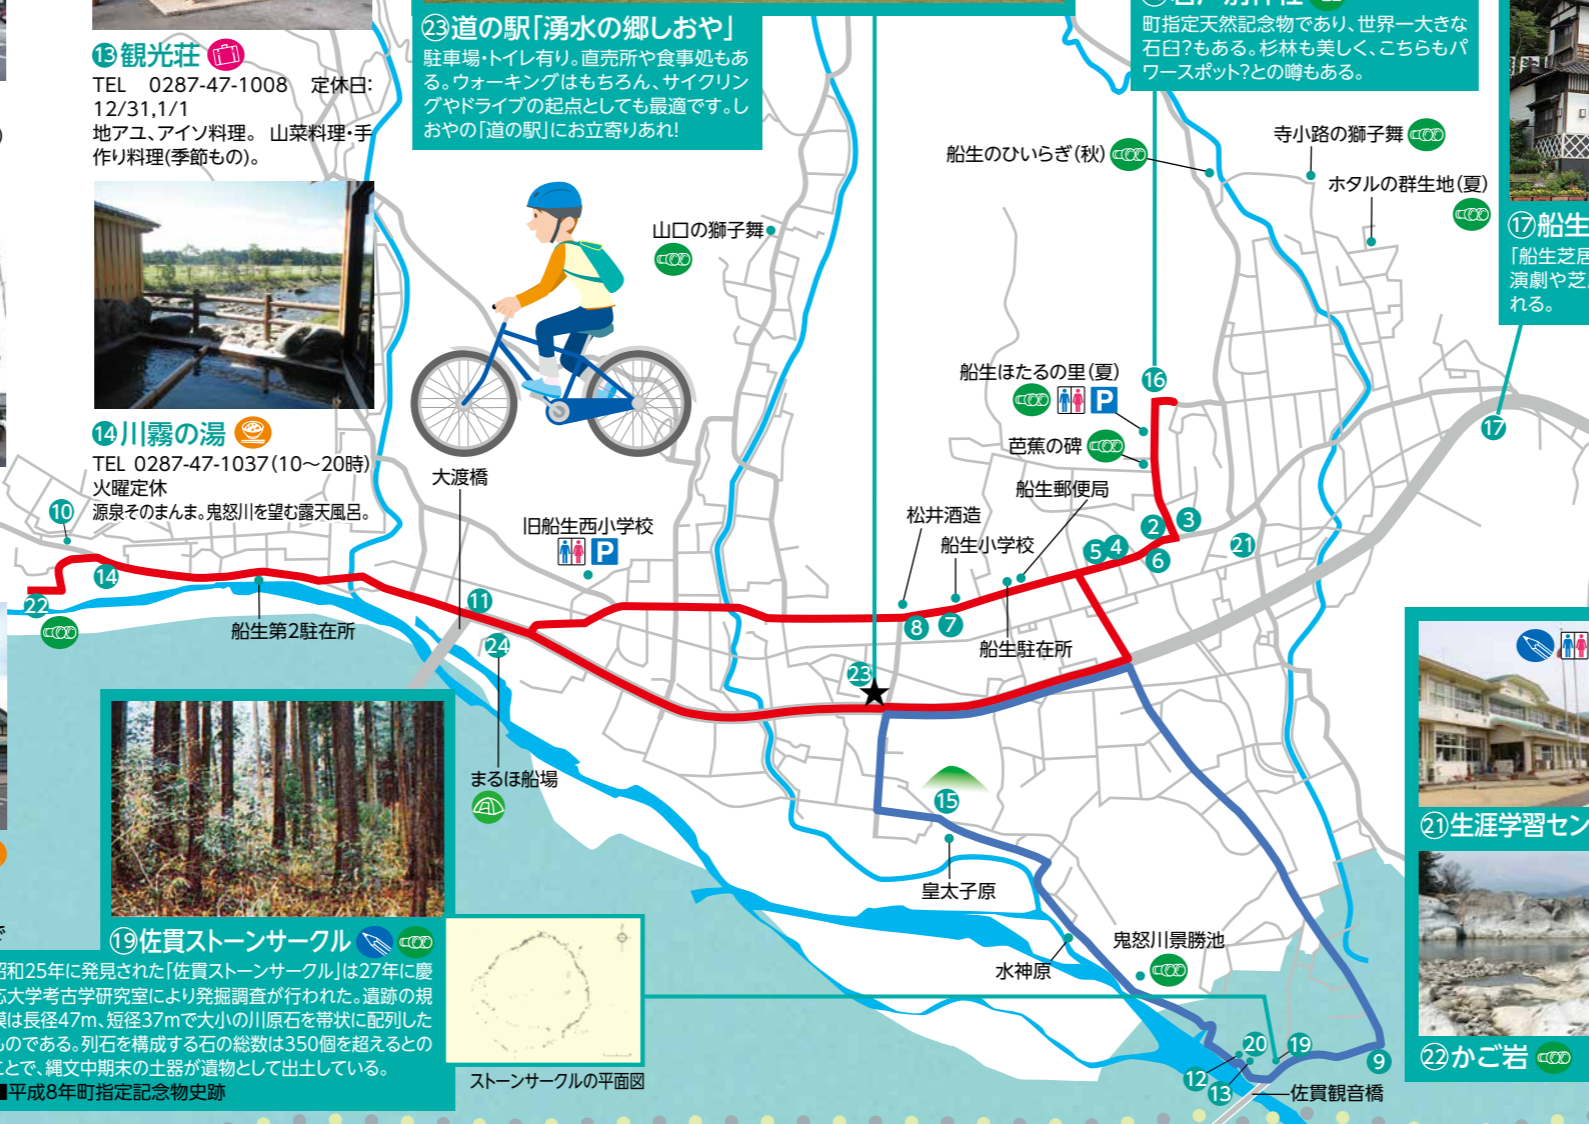 ⑬観光荘
TEL 0287-47-1008 定休日:
12/31,1/1
地アユ、アイソ料理。 山菜料理・手
作り料理(季節もの)。
⑭川霧の湯
TEL 0287-47-1037(10～20時)
火曜定休
源泉そのまんま。鬼怒川を望む露天風呂。
㉓道の駅「湧水の郷しおや」
駐車場・トイレ有り。直売所や食事処もあ
る。ウォーキングはもちろん、サイクリン
グやドライブの起点としても最適です。し
おやの「道の駅」にお立寄りあれ!
町指定天然記念物であり、世界一大きな
石臼?もある。杉林も美しく、こちらもパ
ワースポット?との噂もある。
⑰船生
「船生芝居
演劇や芝
れる。
船生のひいらぎ(秋)
寺小路の獅子舞
ホタルの群生地(夏)
山口の獅子舞
船生ほたるの里(夏)
P
芭蕉の碑
船生郵便局
松井酒造
船生小学校
大渡橋
旧船生西小学校
P
船生第2駐在所
船生駐在所
まるほ船場
皇太子原
水神原
鬼怒川景勝池
佐貫観音橋
10
14
22
11
24
23
8
7
5
4
2
3
6
16
21
17
15
20
19
12
13
9
⑲佐貫ストーンサークル
昭和25年に発見された「佐貫ストーンサークル」は27年に慶
応大学考古学研究室により発掘調査が行われた。遺跡の規
模は長径47m、短径37mで大小の川原石を帯状に配列した
ものである。列石を構成する石の総数は350個を超えるとの
ことで、縄文中期末の土器が遺物として出土している。
■平成8年町指定記念物史跡
ストーンサークルの平面図
㉑生涯学習セン
㉒かご岩